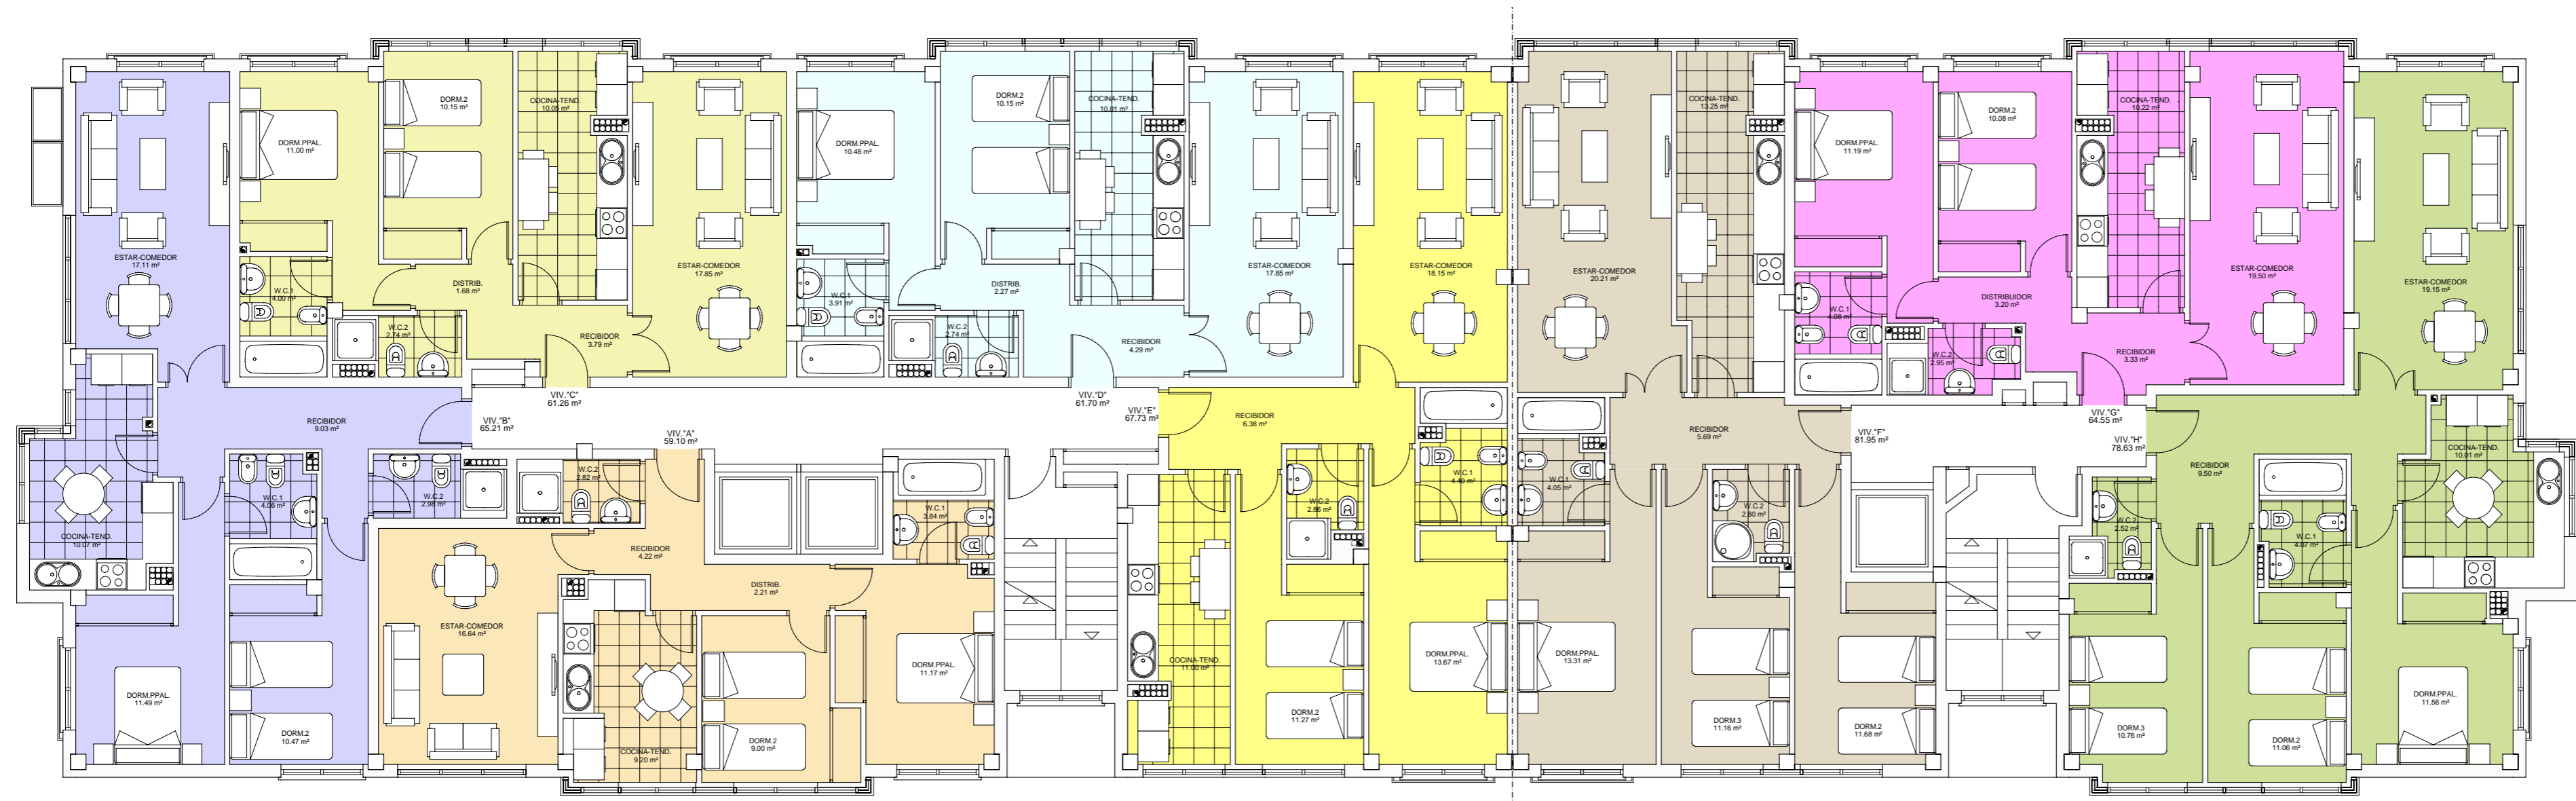 ESTAR-COMEDOR
17.11 m²
DORM.PPAL.
11.00 m²
DORM.2
10.15 m²
COCINA-TEND.
10.05 m²
ESTAR-COMEDOR
17.85 m²
W.C.1
4.00 m²
DISTRIB.
1.68 m²
W.C.2
2.74 m²
RECIBIDOR
3.79 m²
VIV."C"
61.26 m²
DORM.PPAL.
10.48 m²
DORM.2
10.15 m²
COCINA-TEND.
10.01 m²
ESTAR-COMEDOR
17.85 m²
W.C.1
3.91 m²
DISTRIB.
2.27 m²
W.C.2
2.74 m²
RECIBIDOR
4.29 m²
VIV."D"
61.70 m²
ESTAR-COMEDOR
18.15 m²
ESTAR-COMEDOR
20.21 m²
COCINA-TEND.
13.25 m²
DORM.PPAL.
11.19 m²
DORM.2
10.08 m²
COCINA-TEND.
10.22 m²
ESTAR-COMEDOR
19.50 m²
W.C.1
4.08 m²
DISTRIBUIDOR
3.20 m²
W.C.2
2.95 m²
RECIBIDOR
3.33 m²
VIV."G"
64.55 m²
ESTAR-COMEDOR
19.15 m²
RECIBIDOR
9.03 m²
VIV."B"
65.21 m²
VIV."A"
59.10 m²
VIV."E"
67.73 m²
RECIBIDOR
6.38 m²
RECIBIDOR
5.69 m²
VIV."F"
81.95 m²
VIV."H"
78.63 m²
RECIBIDOR
9.50 m²
COCINA-TEND.
10.01 m²
COCINA-TEND.
10.07 m²
W.C.1
4.06 m²
W.C.2
2.98 m²
W.C.2
2.82 m²
RECIBIDOR
4.22 m²
W.C.1
3.84 m²
DISTRIB.
2.21 m²
W.C.2
2.86 m²
W.C.1
4.40 m²
W.C.1
4.05 m²
W.C.2
2.60 m²
W.C.2
2.52 m²
W.C.1
4.07 m²
ESTAR-COMEDOR
16.64 m²
DORM.PPAL.
11.49 m²
DORM.2
10.47 m²
COCINA-TEND.
9.20 m²
DORM.2
9.00 m²
DORM.PPAL.
11.17 m²
COCINA-TEND.
11.00 m²
DORM.2
11.27 m²
DORM.PPAL.
13.67 m²
DORM.PPAL.
13.31 m²
DORM.3
11.16 m²
DORM.2
11.68 m²
DORM.3
10.76 m²
DORM.2
11.06 m²
DORM.PPAL.
11.56 m²